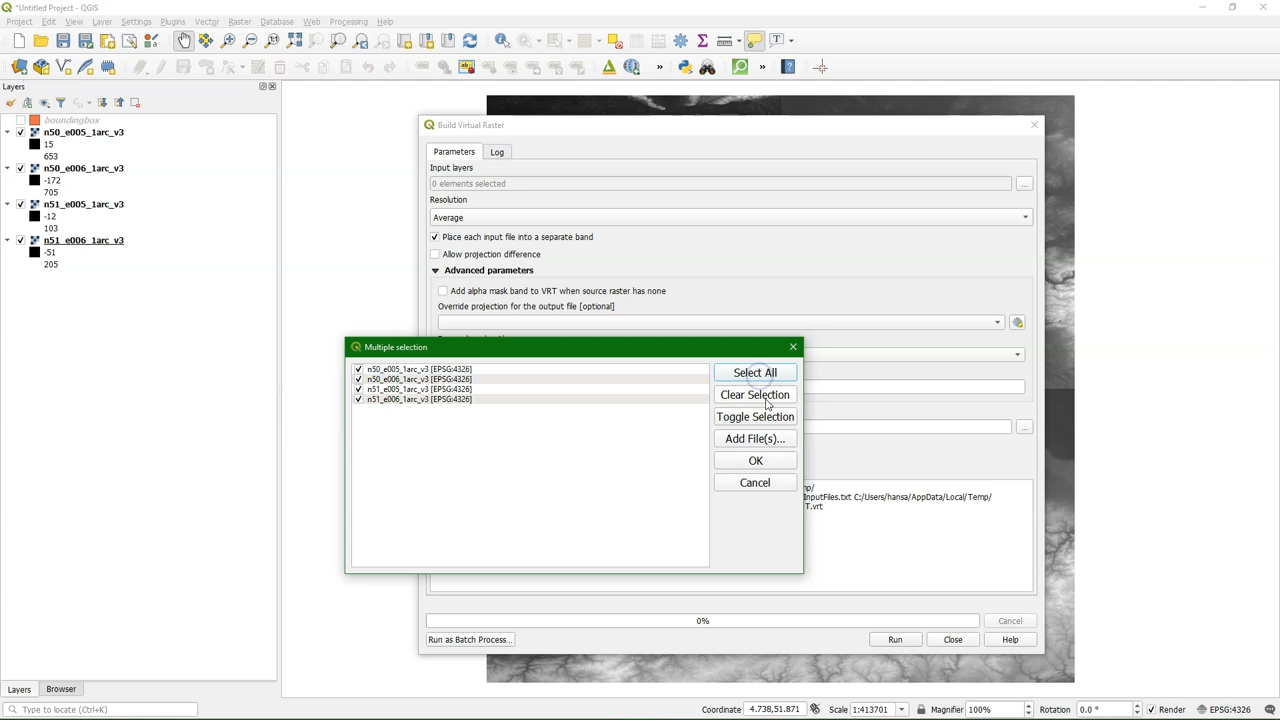 *Untitled Project - QGIS
Project Edit View Layer Settings Plugins Vector Raster Database Web Processing Help
Layers
boundingbox
n50_e005_1arc_v3
15
653
n50_e006_1arc_v3
-172
705
n51_e005_1arc_v3
-12
103
n51_e006_1arc_v3
-51
205
Build Virtual Raster
Parameters Log
Input layers
0 elements selected
...
Resolution
Average
Place each input file into a separate band
Allow projection difference
Advanced parameters
Add alpha mask band to VRT when source raster has none
Override projection for the output file [optional]
Multiple selection
n50_e005_1arc_v3 [EPSG:4326]
n50_e006_1arc_v3 [EPSG:4326]
n51_e005_1arc_v3 [EPSG:4326]
n51_e006_1arc_v3 [EPSG:4326]
Select All
Clear Selection
Toggle Selection
Add File(s)...
OK
Cancel
...
mp/
InputFiles.txt C:/Users/hansa/AppData/Local/Temp/
T.vrt
0%
Cancel
Run as Batch Process...
Run
Close
Help
Layers Browser
Type to locate (Ctrl+K)
Coordinate 4.738,51.871
Scale 1:413701
Magnifier 100%
Rotation 0.0 °
Render
EPSG:4326